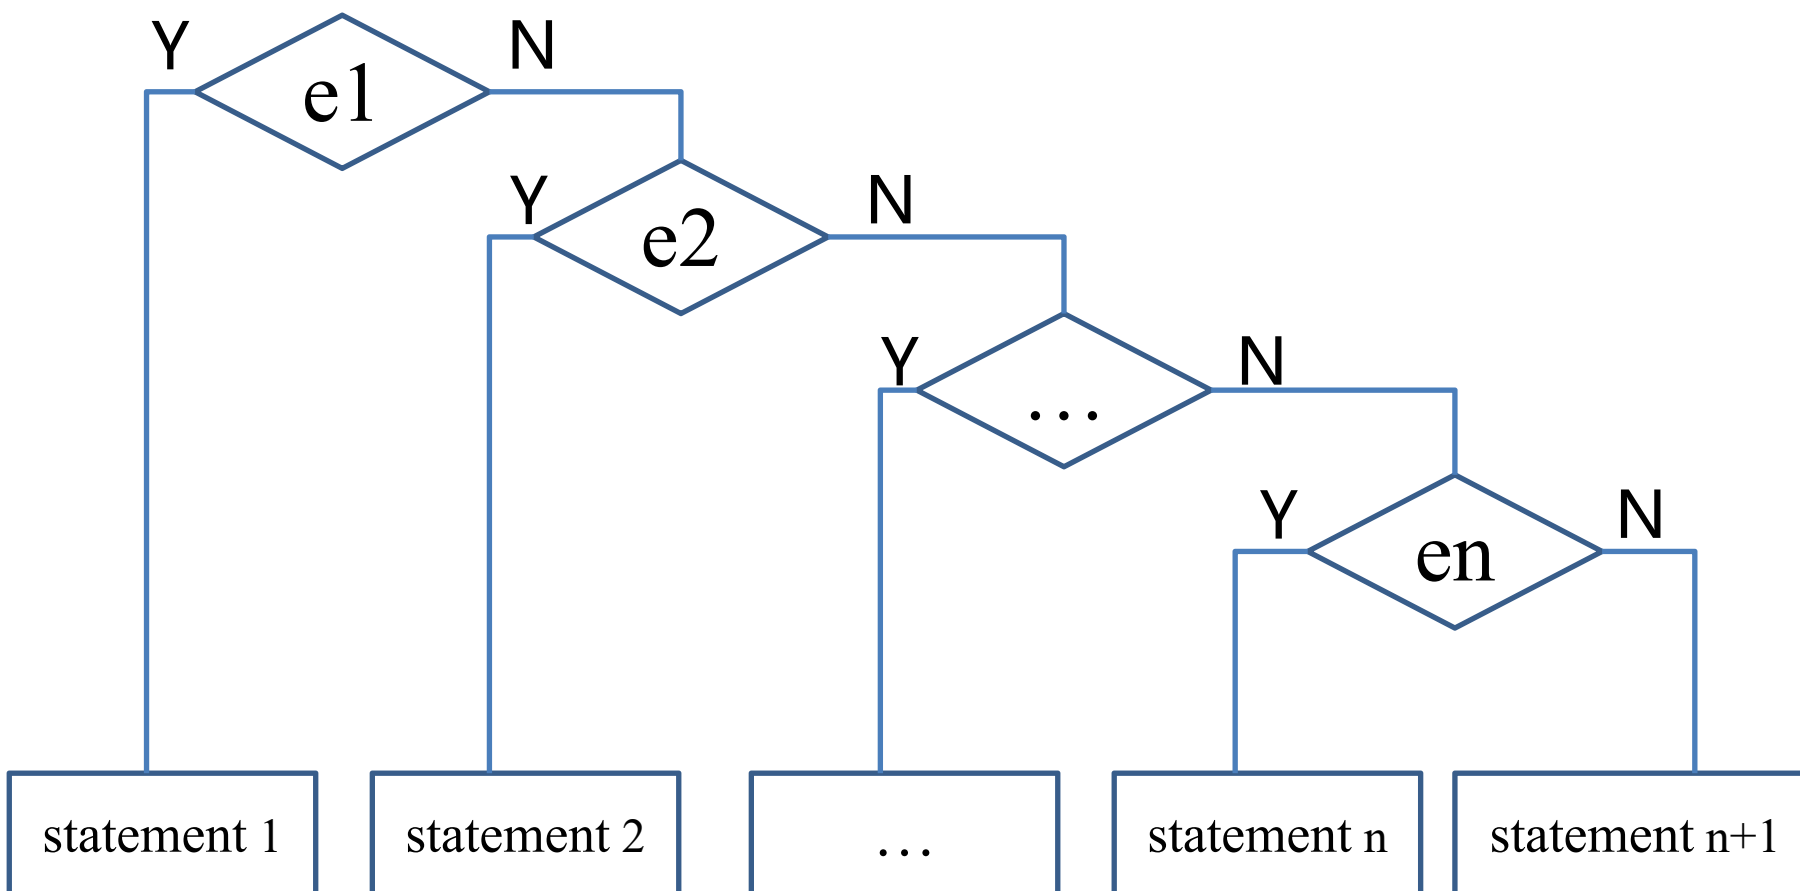 Y
e1
N
Y
e2
N
Y
...
N
Y
en
N
statement 1
statement 2
...
statement n
statement n+1